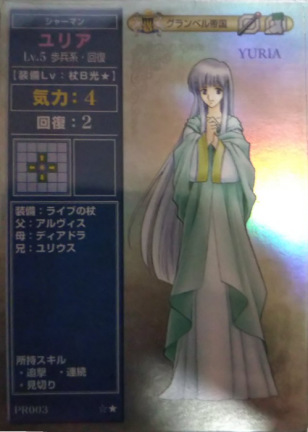 シャーマン
ユリア
Lv.5 歩兵系・回復
[装備Lv：杖B光★]
気力：4
回復：2
装備：ライブの杖
父：アルヴィス
母：ディアドラ
兄：ユリウス
所持スキル
・追撃 ・連続
・見切り
PR003
☆★
グランベル帝国
YURIA